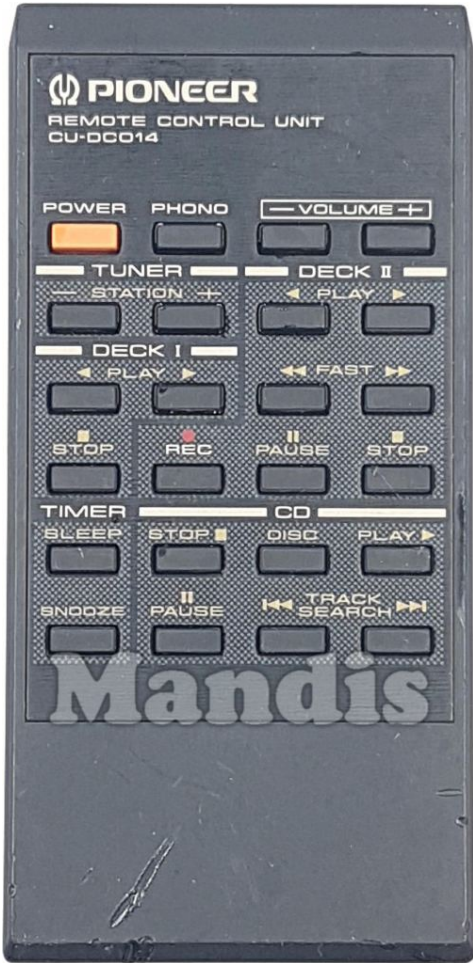 PIONEER
REMOTE CONTROL UNIT
CU-DC014
POWER PHONO — VOLUME +
TUNER DECK II
— STATION + ◀ PLAY ▶
DECK I
◀ PLAY ▶ ◀◀ FAST ▶▶
■ ● ⏸ ■
STOP REC PAUSE STOP
TIMER CD
SLEEP STOP ■ DISC PLAY ▶
SNOOZE ⏸ PAUSE ⏮ TRACK SEARCH ⏭
Mandis